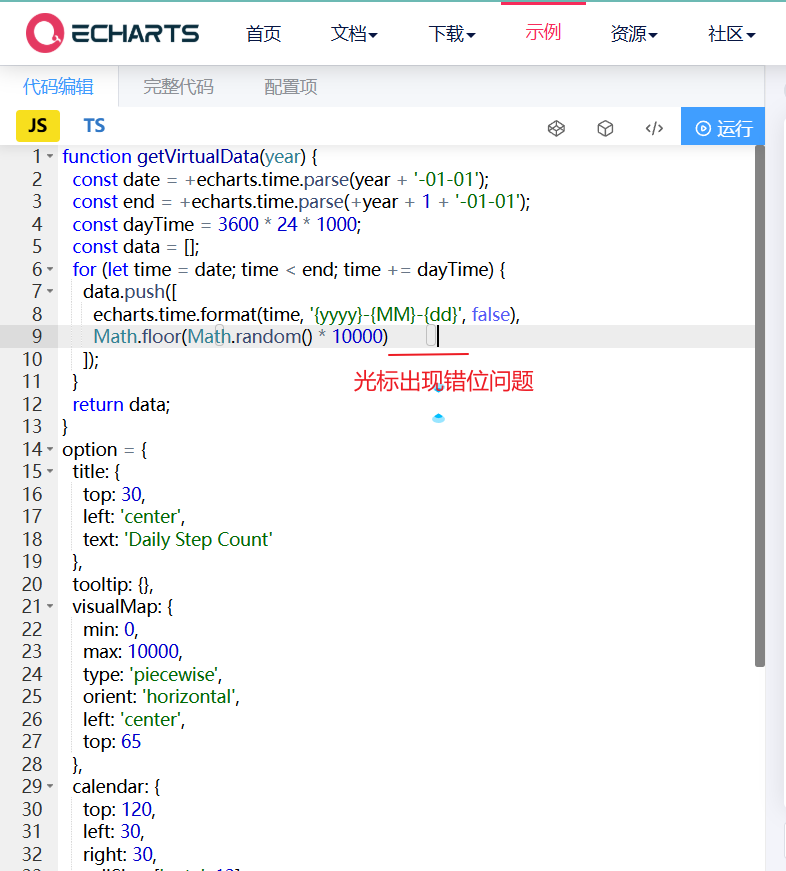 ECHARTS 首页 文档 下载 示例 资源 社区
代码编辑 完整代码 配置项
JS TS </> 运行
1 function getVirtualData(year) {
2 const date = +echarts.time.parse(year + '-01-01');
3 const end = +echarts.time.parse(+year + 1 + '-01-01');
4 const dayTime = 3600 * 24 * 1000;
5 const data = [];
6 for (let time = date; time < end; time += dayTime) {
7 data.push([
8 echarts.time.format(time, '{yyyy}-{MM}-{dd}', false),
9 Math.floor(Math.random() * 10000)
10 ]);
光标出现错位问题
11 }
12 return data;
13 }
14 option = {
15 title: {
16 top: 30,
17 left: 'center',
18 text: 'Daily Step Count'
19 },
20 tooltip: {},
21 visualMap: {
22 min: 0,
23 max: 10000,
24 type: 'piecewise',
25 orient: 'horizontal',
26 left: 'center',
27 top: 65
28 },
29 calendar: {
30 top: 120,
31 left: 30,
32 right: 30,